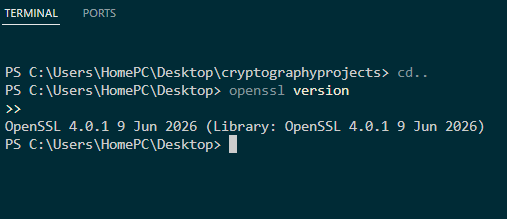 TERMINAL PORTS
PS C:\Users\HomePC\Desktop\cryptographyprojects> cd..
PS C:\Users\HomePC\Desktop> openssl version
>>
OpenSSL 4.0.1 9 Jun 2026 (Library: OpenSSL 4.0.1 9 Jun 2026)
PS C:\Users\HomePC\Desktop>